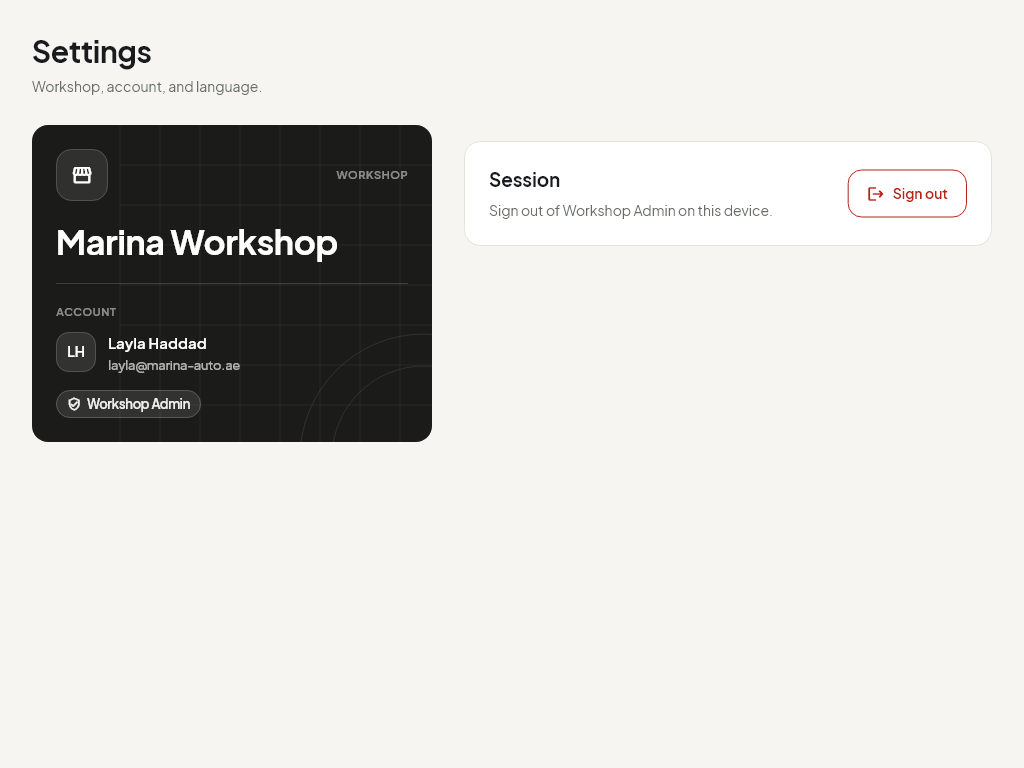 Settings
Workshop, account, and language.
WORKSHOP
Marina Workshop
ACCOUNT
LH
Layla Haddad
layla@marina-auto.ae
Workshop Admin
Session
Sign out of Workshop Admin on this device.
Sign out